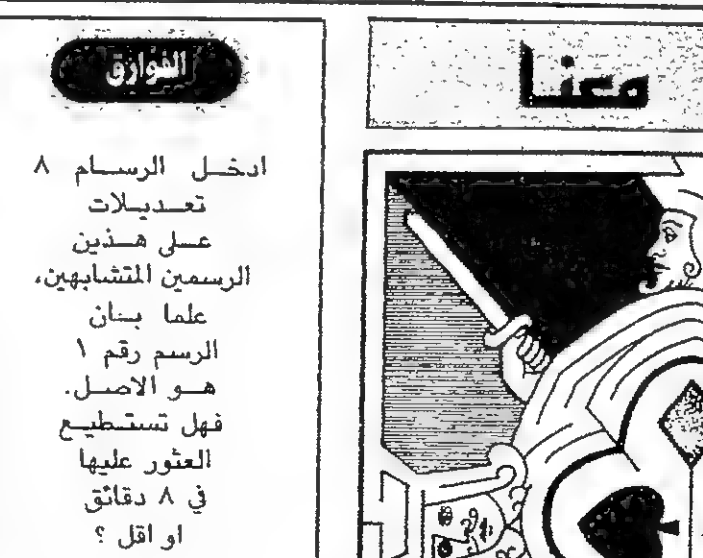 معنا
الفوارق
ادخل الرسام ٨
تعديلات
على هذين
الرسمين المتشابهين،
علما بان
الرسم رقم ١
هو الاصل.
فهل تستطيع
العثور عليها
في ٨ دقائق
او اقل ؟